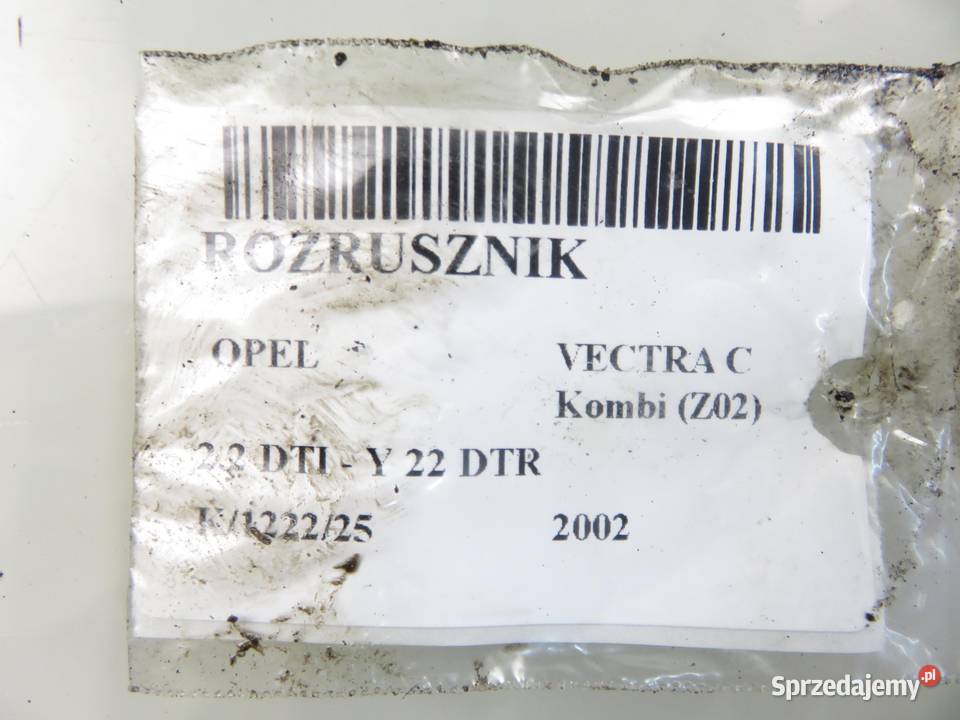 ROZRUSZNIK
OPEL VECTRA C
Kombi (Z02)
2.2 DTI - Y 22 DTR
K/1222/25 2002
Sprzedajemy.pl